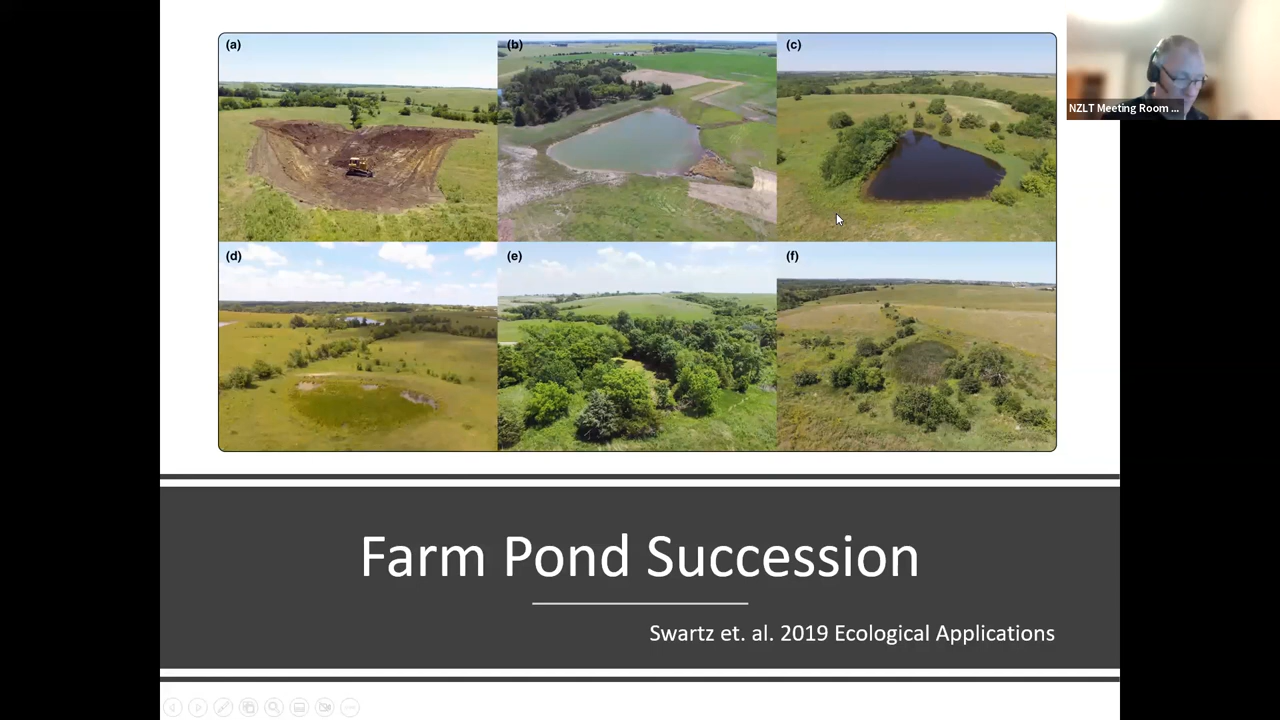 (a)
(b)
(c)
NZLT Meeting Room ...
(d)
(e)
(f)
Farm Pond Succession
Swartz et. al. 2019 Ecological Applications